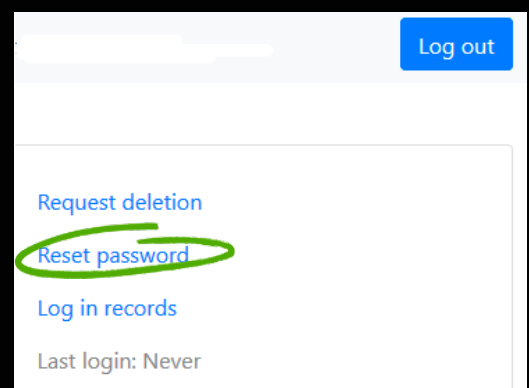 Log out
Request deletion
Reset password
Log in records
Last login: Never